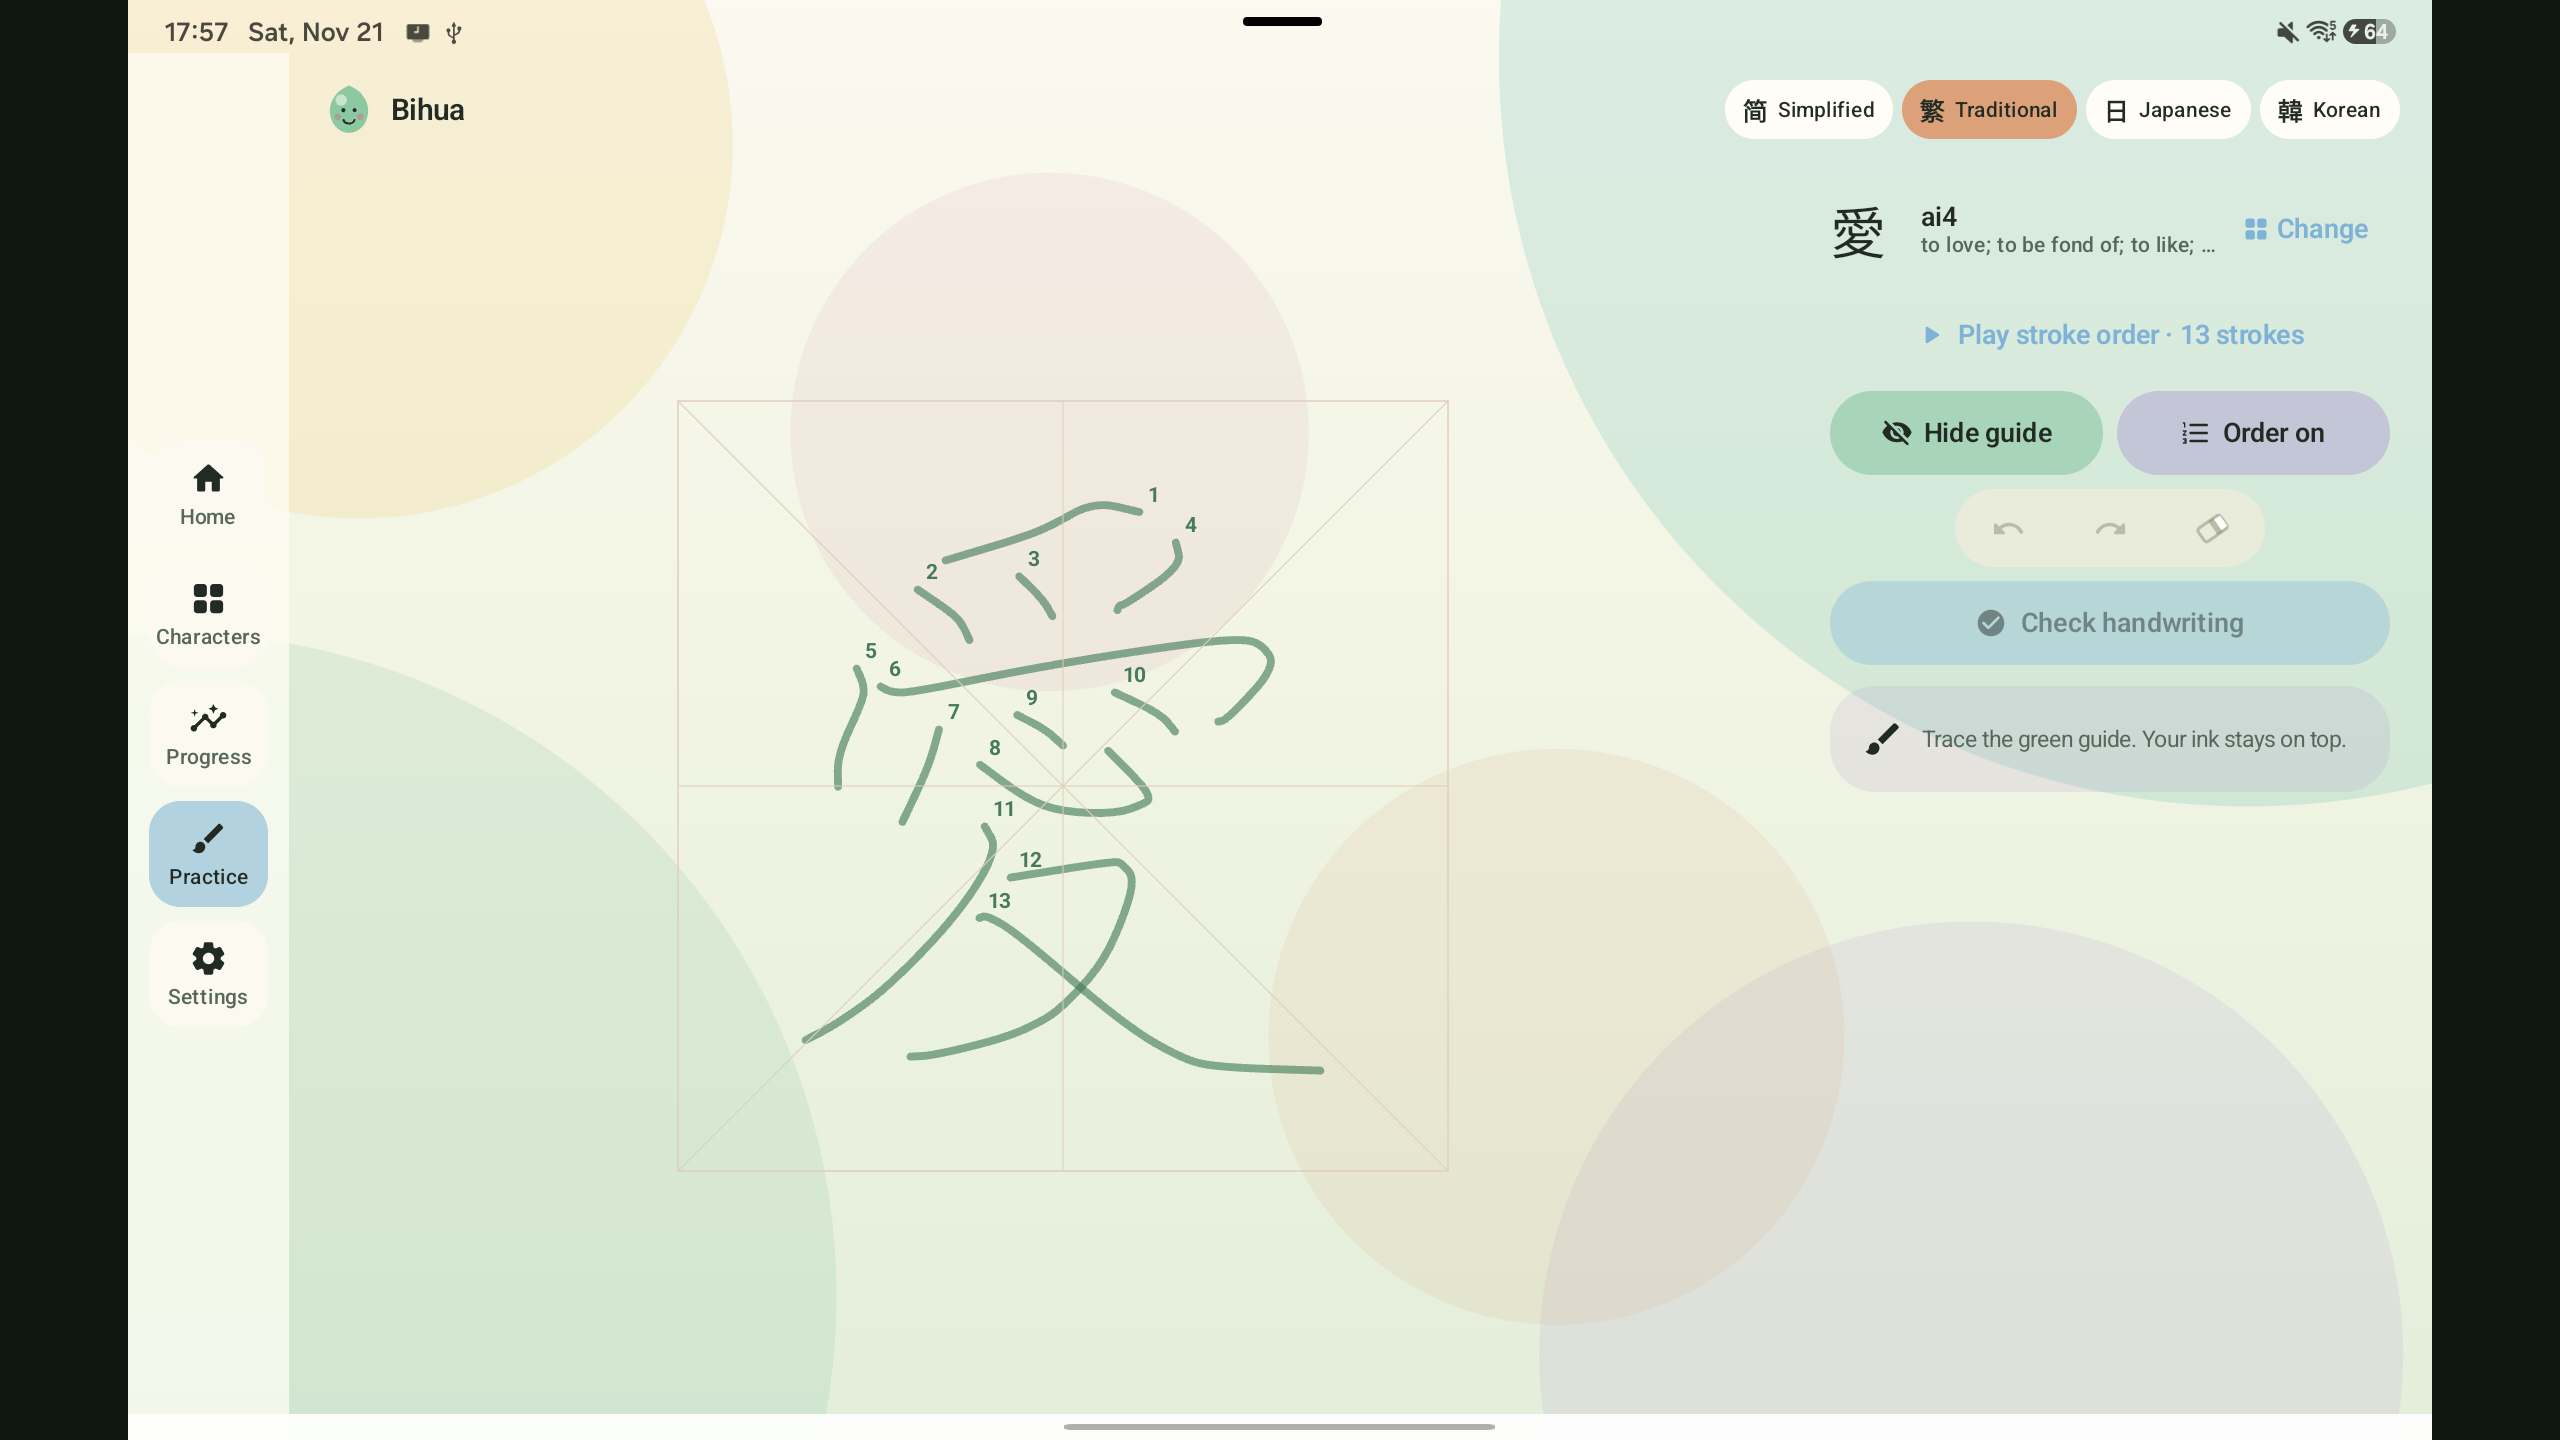 17:57 Sat, Nov 21
5
64
Bihua
简 Simplified
繁 Traditional
日 Japanese
韓 Korean
愛
ai4
to love; to be fond of; to like; ...
Change
Play stroke order · 13 strokes
Hide guide
Order on
Check handwriting
Trace the green guide. Your ink stays on top.
Home
Characters
Progress
Practice
Settings
1
2
3
4
5
6
7
8
9
10
11
12
13